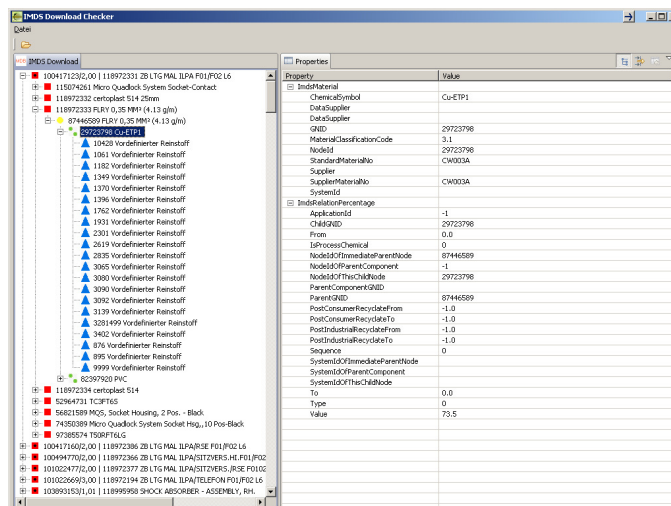 IMDS Download Checker
Datei
IMDS Download
100417123/2,00 | 118972331 ZB LTG MAL ILPA F01/F02 L6
115074261 Micro Quadlock System Socket-Contact
118972332 certoplast 514 25mm
118972333 FLRY 0,35 MM² (4.13 g/m)
87446589 FLRY 0,35 MM² (4.13 g/m)
29723798 Cu-ETP1
10428 Vordefinierter Reinstoff
1061 Vordefinierter Reinstoff
1182 Vordefinierter Reinstoff
1349 Vordefinierter Reinstoff
1370 Vordefinierter Reinstoff
1396 Vordefinierter Reinstoff
1762 Vordefinierter Reinstoff
1931 Vordefinierter Reinstoff
2301 Vordefinierter Reinstoff
2619 Vordefinierter Reinstoff
2835 Vordefinierter Reinstoff
3065 Vordefinierter Reinstoff
3080 Vordefinierter Reinstoff
3090 Vordefinierter Reinstoff
3092 Vordefinierter Reinstoff
3139 Vordefinierter Reinstoff
3281499 Vordefinierter Reinstoff
3402 Vordefinierter Reinstoff
876 Vordefinierter Reinstoff
895 Vordefinierter Reinstoff
9999 Vordefinierter Reinstoff
82397920 PVC
118972334 certoplast 514
52964731 TC3FT6S
56821589 MQS, Socket Housing, 2 Pos. - Black
74350389 Micro Quadlock System Socket Hsg,,10 Pos-Black
97385574 T50RFT6LG
100417160/2,00 | 118972386 ZB LTG MAL ILPA/RSE F01/F02 L6
100494770/2,00 | 118972366 ZB LTG MAL ILPA/SITZVERS.HI.F01/F02
101022477/2,00 | 118972377 ZB LTG MAL ILPA/SITZVERS./RSE F0102
101022669/3,00 | 118972194 ZB LTG MAL ILPA/TELEFON F01/F02 L6
103893153/1,01 | 118995958 SHOCK ABSORBER - ASSEMBLY, RH.
Properties
Property Value
ImdsMaterial
ChemicalSymbol Cu-ETP1
DataSupplier
DataSupplier
GNID 29723798
MaterialClassificationCode 3.1
NodeId 29723798
StandardMaterialNo CW003A
Supplier
SupplierMaterialNo CW003A
SystemId
ImdsRelationPercentage
ApplicationId -1
ChildGNID 29723798
From 0.0
IsProcessChemical 0
NodeIdOfImmediateParentNode 87446589
NodeIdOfParentComponent -1
NodeIdOfThisChildNode 29723798
ParentComponentGNID
ParentGNID 87446589
PostConsumerRecyclateFrom -1.0
PostConsumerRecyclateTo -1.0
PostIndustrialRecyclateFrom -1.0
PostIndustrialRecyclateTo -1.0
Sequence 0
SystemIdOfImmediateParentNode
SystemIdOfParentComponent
SystemIdOfThisChildNode
To 0.0
Type 0
Value 73.5